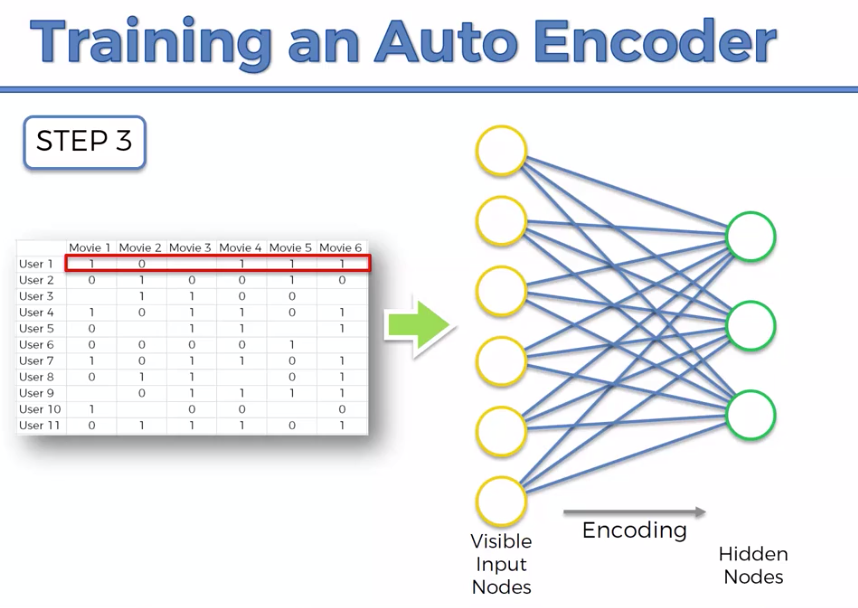 Training an Auto Encoder
STEP 3
Movie 1 Movie 2 Movie 3 Movie 4 Movie 5 Movie 6
User 1 1 0 1 1 1
User 2 0 1 0 0 1 0
User 3 1 1 0 0
User 4 1 0 1 1 0 1
User 5 0 1 1 1
User 6 0 0 0 0 1
User 7 1 0 1 1 0 1
User 8 0 1 1 0 1
User 9 0 1 1 1 1
User 10 1 0 0 0
User 11 0 1 1 1 0 1
Encoding
Visible
Input
Nodes
Hidden
Nodes